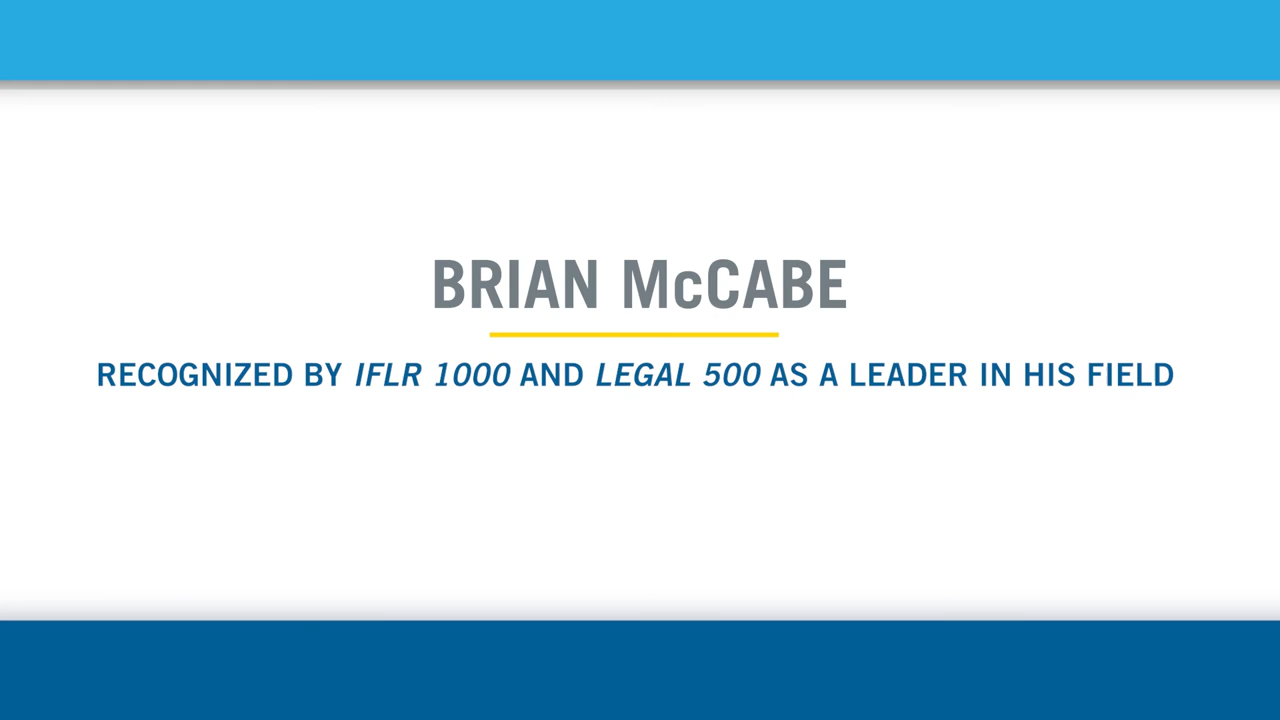 BRIAN McCABE
RECOGNIZED BY IFLR 1000 AND LEGAL 500 AS A LEADER IN HIS FIELD